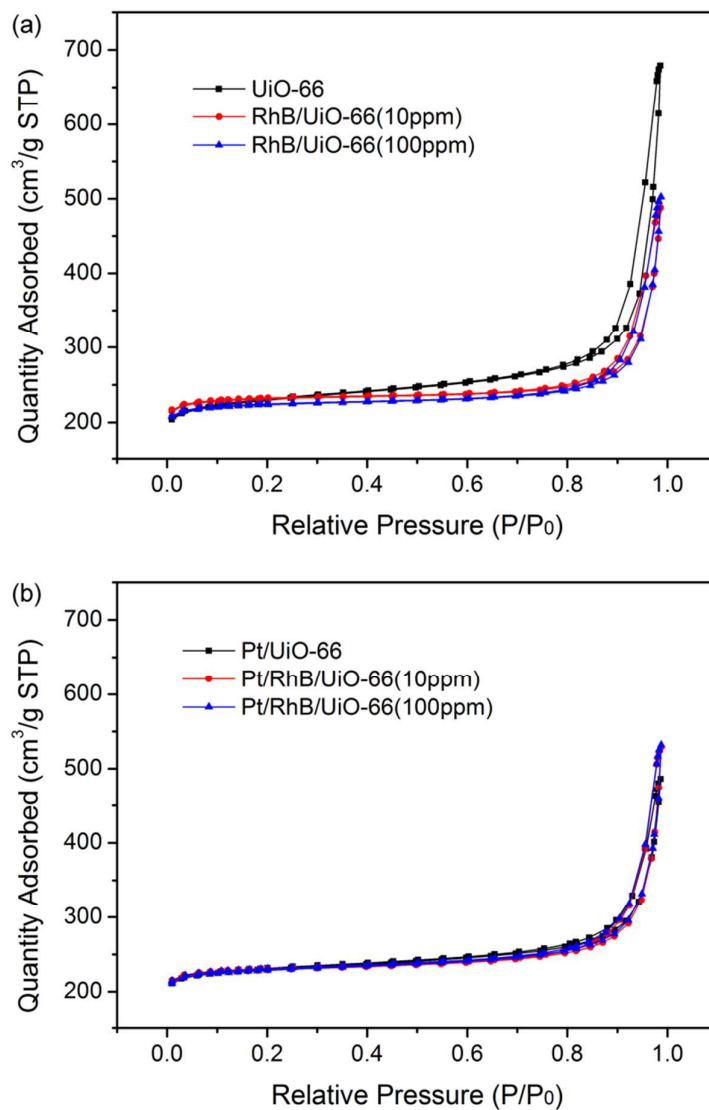 (a)
700
600
500
400
300
200
UiO-66
RhB/UiO-66(10ppm)
RhB/UiO-66(100ppm)
Quantity Adsorbed (cm³/g STP)
0.0 0.2 0.4 0.6 0.8 1.0
Relative Pressure (P/P₀)
(b)
700
600
500
400
300
200
Pt/UiO-66
Pt/RhB/UiO-66(10ppm)
Pt/RhB/UiO-66(100ppm)
Quantity Adsorbed (cm³/g STP)
0.0 0.2 0.4 0.6 0.8 1.0
Relative Pressure (P/P₀)